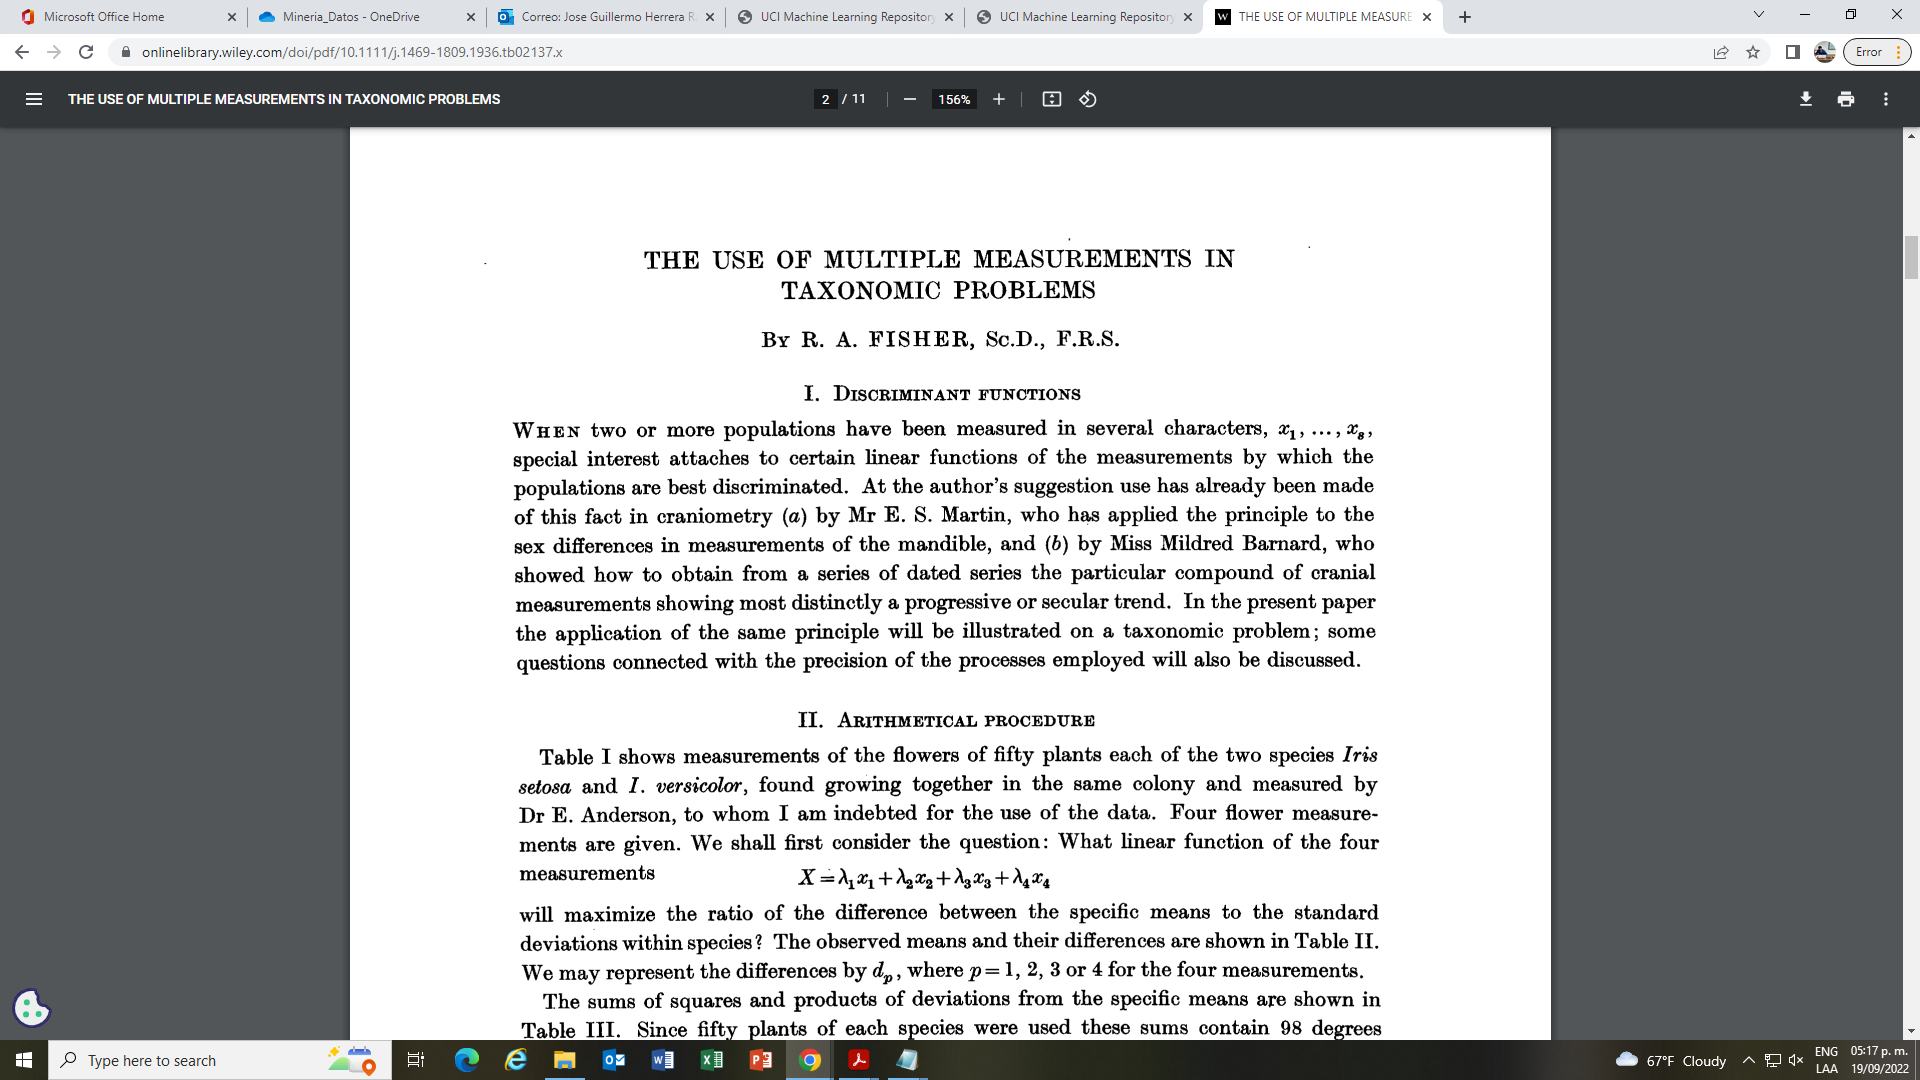 Microsoft Office Home
Mineria_Datos - OneDrive
Correo: Jose Guillermo Herrera R
UCI Machine Learning Repository
UCI Machine Learning Repository
W THE USE OF MULTIPLE MEASURE
onlinelibrary.wiley.com/doi/pdf/10.1111/j.1469-1809.1936.tb02137.x
Error
THE USE OF MULTIPLE MEASUREMENTS IN TAXONOMIC PROBLEMS
2 / 11
156%
THE USE OF MULTIPLE MEASUREMENTS IN
TAXONOMIC PROBLEMS
BY R. A. FISHER, Sc.D., F.R.S.
I. DISCRIMINANT FUNCTIONS
WHEN two or more populations have been measured in several characters, x₁, ..., xₛ,
special interest attaches to certain linear functions of the measurements by which the
populations are best discriminated. At the author's suggestion use has already been made
of this fact in craniometry (a) by Mr E. S. Martin, who has applied the principle to the
sex differences in measurements of the mandible, and (b) by Miss Mildred Barnard, who
showed how to obtain from a series of dated series the particular compound of cranial
measurements showing most distinctly a progressive or secular trend. In the present paper
the application of the same principle will be illustrated on a taxonomic problem; some
questions connected with the precision of the processes employed will also be discussed.
II. ARITHMETICAL PROCEDURE
Table I shows measurements of the flowers of fifty plants each of the two species Iris
setosa and I. versicolor, found growing together in the same colony and measured by
Dr E. Anderson, to whom I am indebted for the use of the data. Four flower measure-
ments are given. We shall first consider the question: What linear function of the four
measurements
X = λ₁x₁ + λ₂x₂ + λ₃x₃ + λ₄x₄
will maximize the ratio of the difference between the specific means to the standard
deviations within species? The observed means and their differences are shown in Table II.
We may represent the differences by dₚ, where p = 1, 2, 3 or 4 for the four measurements.
The sums of squares and products of deviations from the specific means are shown in
Table III. Since fifty plants of each species were used these sums contain 98 degrees
Type here to search
67°F Cloudy
ENG
LAA
05:17 p. m.
19/09/2022